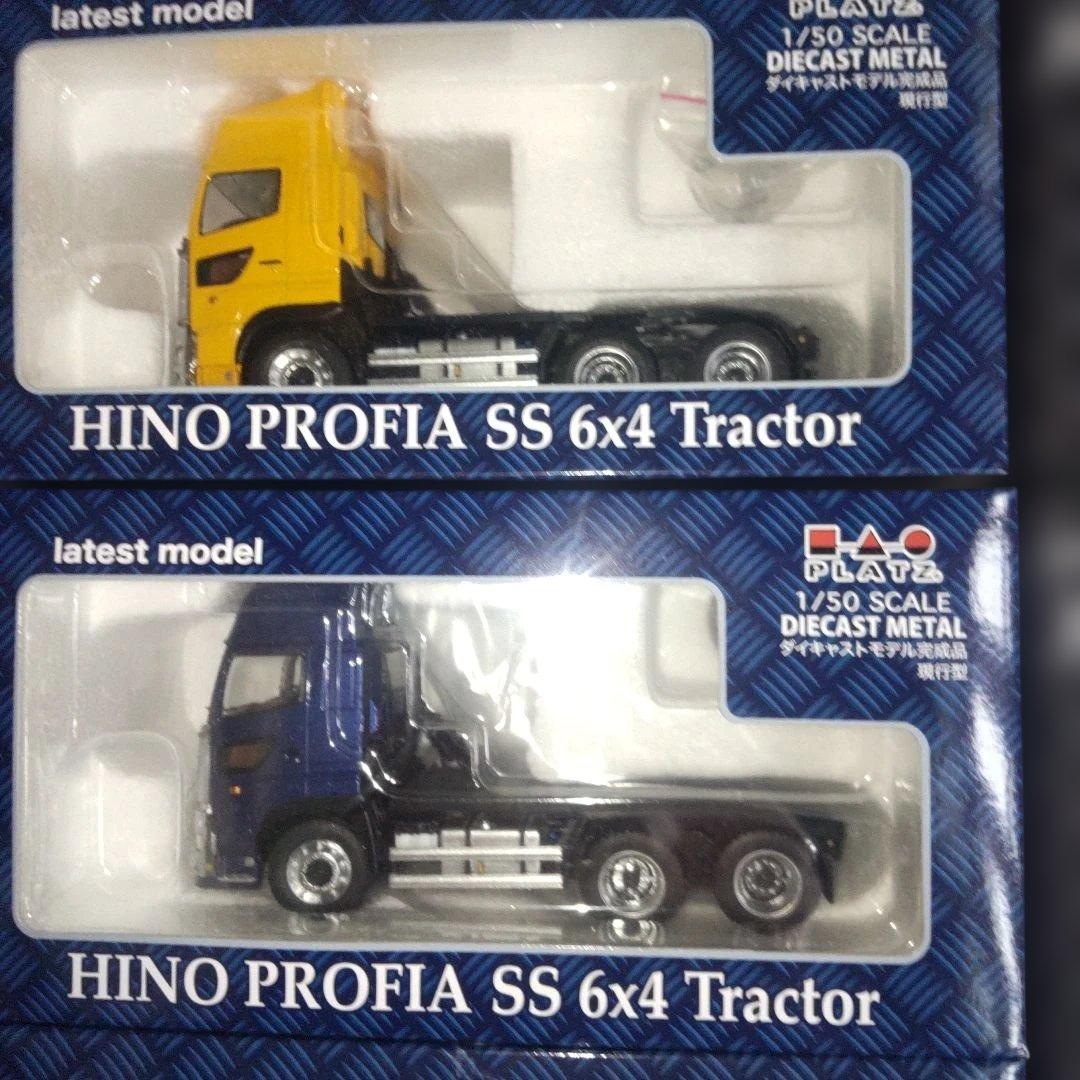 latest model
PLATZ
1/50 SCALE
DIECAST METAL
ダイキャストモデル完成品
現行型
HINO PROFIA SS 6x4 Tractor
latest model
PLATZ
1/50 SCALE
DIECAST METAL
ダイキャストモデル完成品
現行型
HINO PROFIA SS 6x4 Tractor